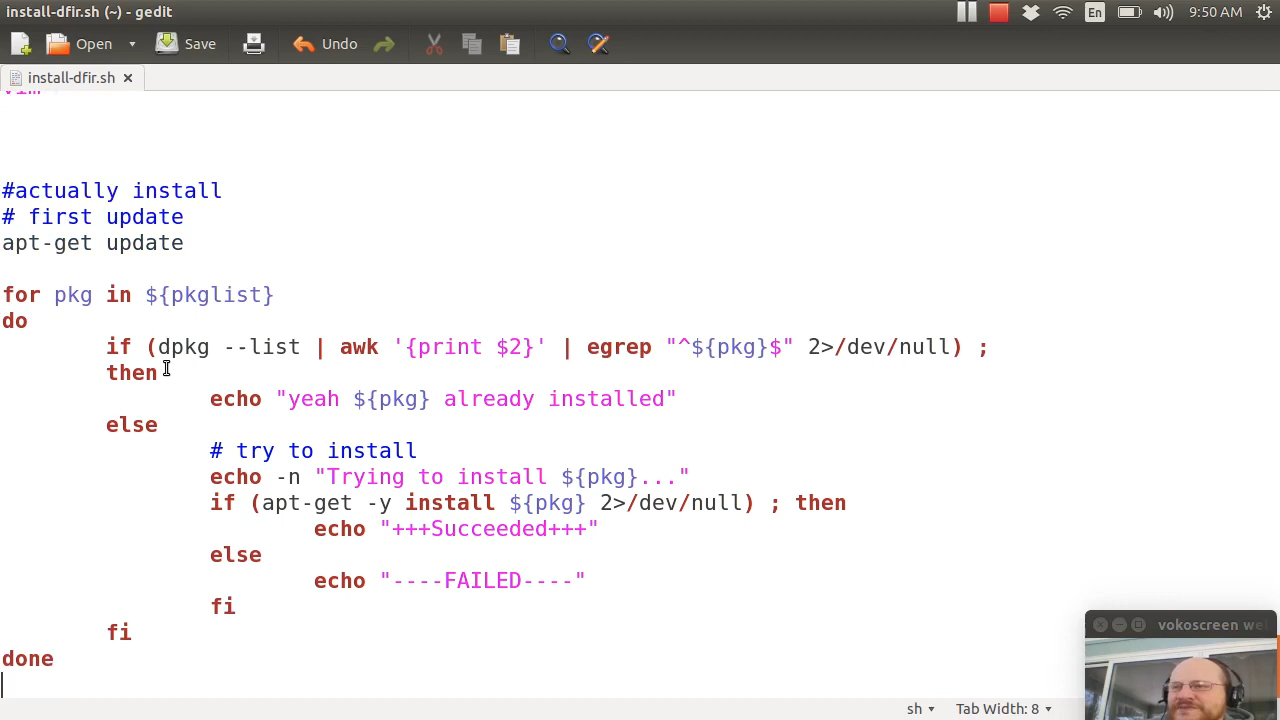 install-dfir.sh (~) - gedit
En
9:50 AM
Open
Save
Undo
install-dfir.sh ×
#actually install
# first update
apt-get update
for pkg in ${pkglist}
do
if (dpkg --list | awk '{print $2}' | egrep "^${pkg}$" 2>/dev/null) ;
then
echo "yeah ${pkg} already installed"
else
# try to install
echo -n "Trying to install ${pkg}..."
if (apt-get -y install ${pkg} 2>/dev/null) ; then
echo "+++Succeeded+++"
else
echo "----FAILED----"
fi
fi
done
vokoscreen we
sh
Tab Width: 8